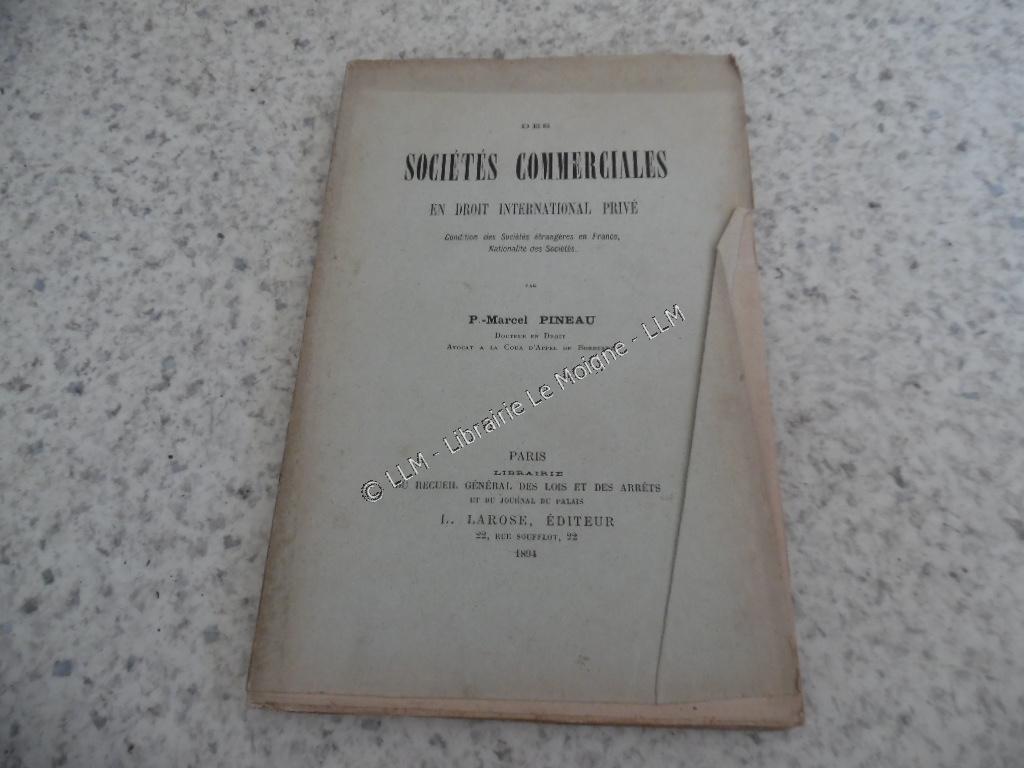 DES
SOCIÉTÉS COMMERCIALES
EN DROIT INTERNATIONAL PRIVÉ
Condition des Sociétés étrangères en France,
Nationalité des Sociétés.
PAR
P.-Marcel PINEAU
DOCTEUR EN DROIT
AVOCAT A LA COUR D'APPEL DE
© LLM - Librairie Le Moigne - LLM
PARIS
LIBRAIRIE
DU RECUEIL GÉNÉRAL DES LOIS ET DES ARRÊTS
ET DU JOURNAL DU PALAIS
L. LAROSE, ÉDITEUR
22, RUE SOUFFLOT, 22
1894